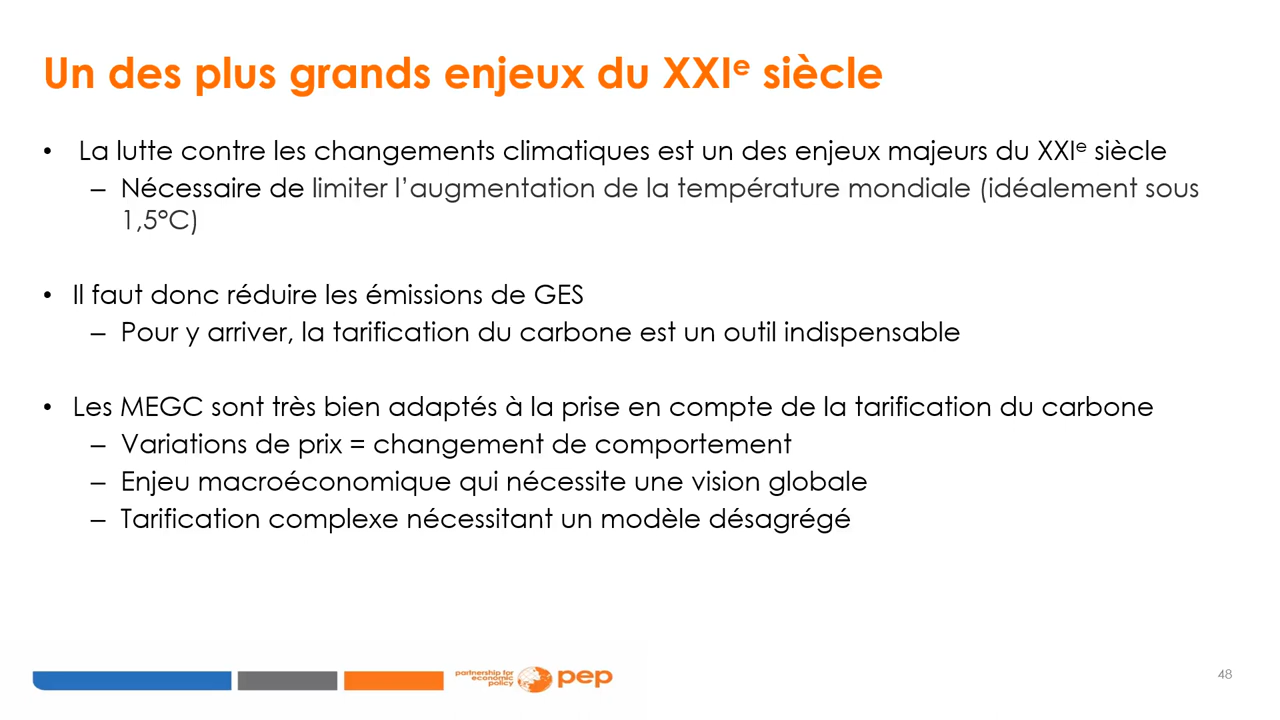 Un des plus grands enjeux du XXIe siècle
• La lutte contre les changements climatiques est un des enjeux majeurs du XXIe siècle
– Nécessaire de limiter l’augmentation de la température mondiale (idéalement sous
1,5°C)
• Il faut donc réduire les émissions de GES
– Pour y arriver, la tarification du carbone est un outil indispensable
• Les MEGC sont très bien adaptés à la prise en compte de la tarification du carbone
– Variations de prix = changement de comportement
– Enjeu macroéconomique qui nécessite une vision globale
– Tarification complexe nécessitant un modèle désagrégé
partnership for
economic
policy
pep
48